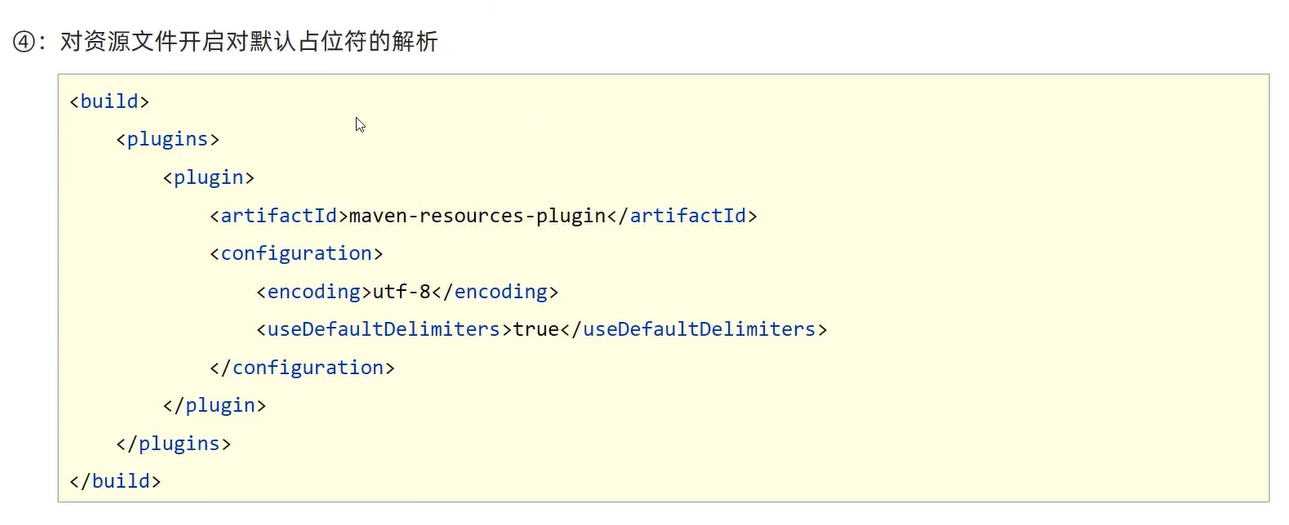 ④：对资源文件开启对默认占位符的解析
<build>
    <plugins>
        <plugin>
            <artifactId>maven-resources-plugin</artifactId>
            <configuration>
                <encoding>utf-8</encoding>
                <useDefaultDelimiters>true</useDefaultDelimiters>
            </configuration>
        </plugin>
    </plugins>
</build>